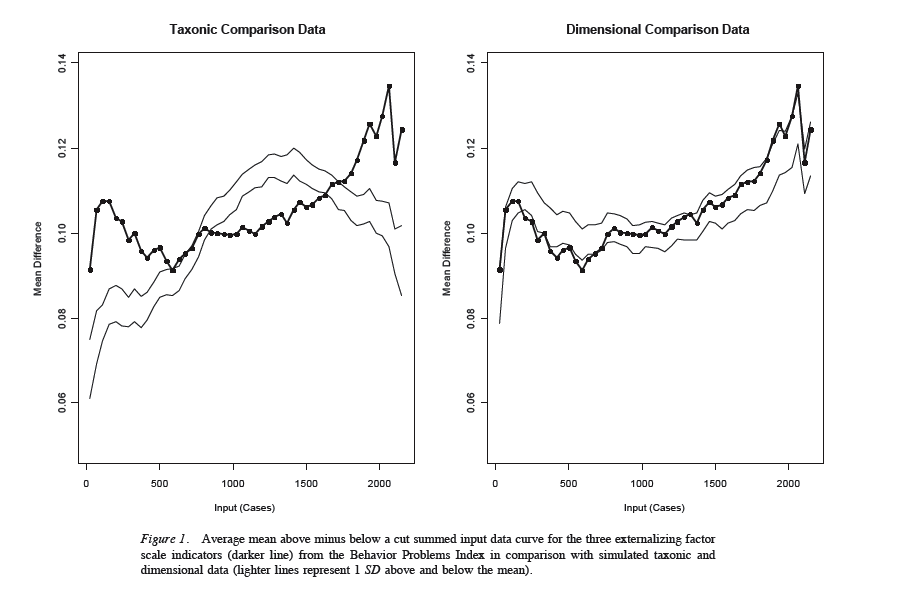 Taxonic Comparison Data
Dimensional Comparison Data
0.14
0.12
0.10
0.08
0.06
Mean Difference
0 500 1000 1500 2000
Input (Cases)
0.14
0.12
0.10
0.08
0.06
Mean Difference
0 500 1000 1500 2000
Input (Cases)
Figure 1. Average mean above minus below a cut summed input data curve for the three externalizing factor
scale indicators (darker line) from the Behavior Problems Index in comparison with simulated taxonic and
dimensional data (lighter lines represent 1 SD above and below the mean).